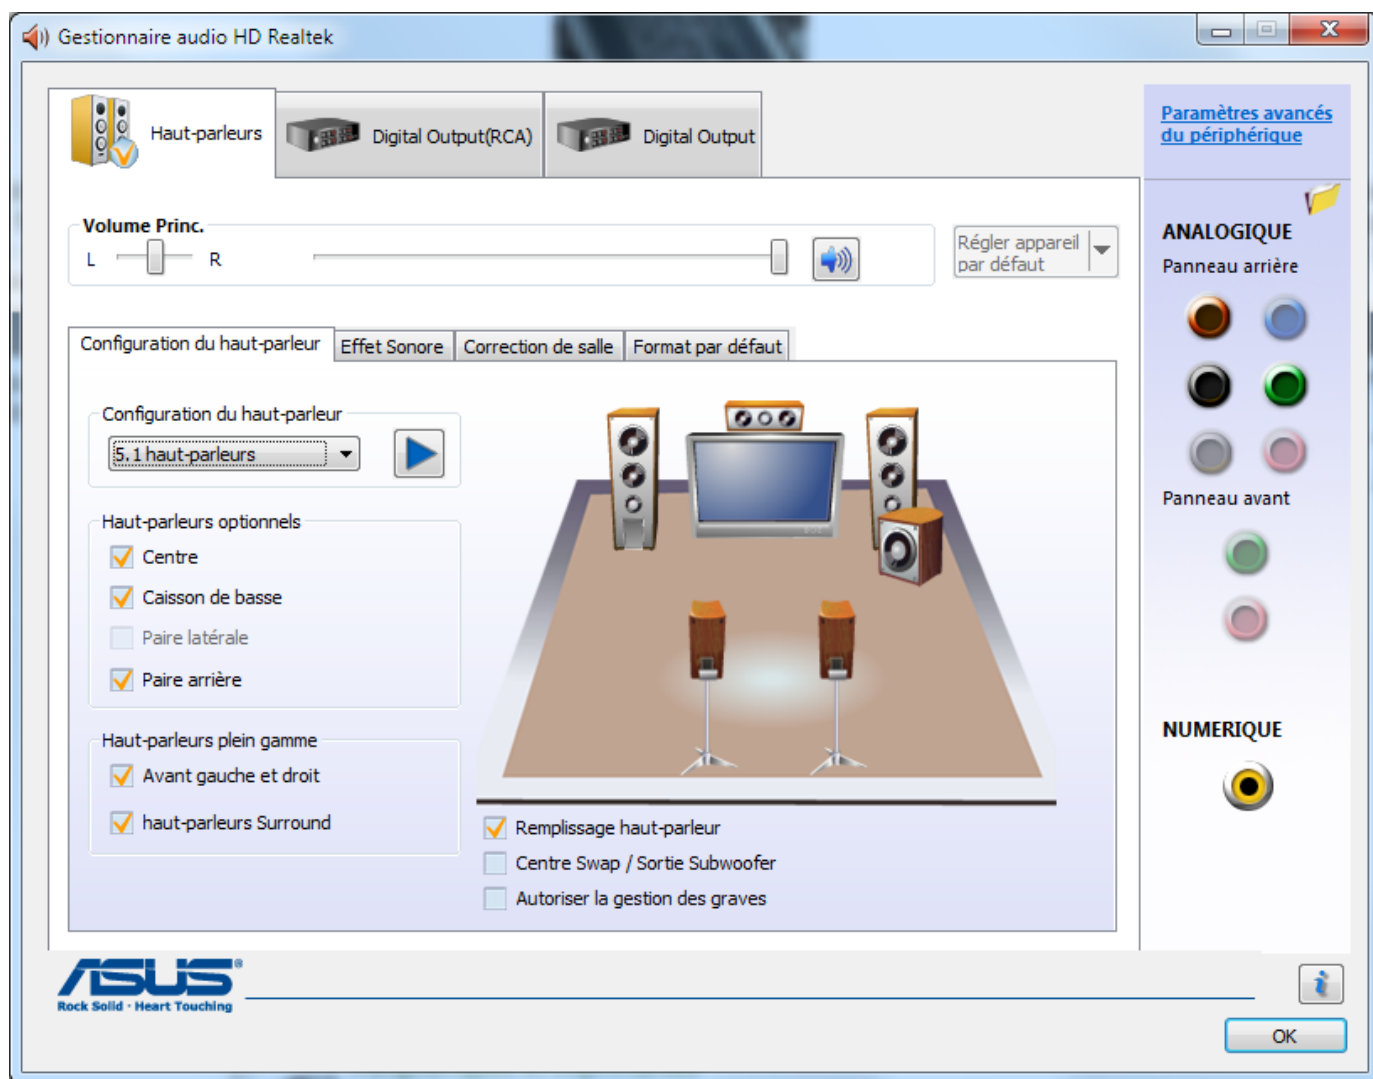 Gestionnaire audio HD Realtek
Haut-parleurs
Digital Output(RCA)
Digital Output
Paramètres avancés
du périphérique
Volume Princ.
L
R
Régler appareil
par défaut
ANALOGIQUE
Panneau arrière
Configuration du haut-parleur
Effet Sonore
Correction de salle
Format par défaut
Configuration du haut-parleur
5.1 haut-parleurs
Haut-parleurs optionnels
Centre
Caisson de basse
Paire latérale
Paire arrière
Haut-parleurs plein gamme
Avant gauche et droit
haut-parleurs Surround
Remplissage haut-parleur
Centre Swap / Sortie Subwoofer
Autoriser la gestion des graves
Panneau avant
NUMERIQUE
ASUS®
Rock Solid · Heart Touching
i
OK